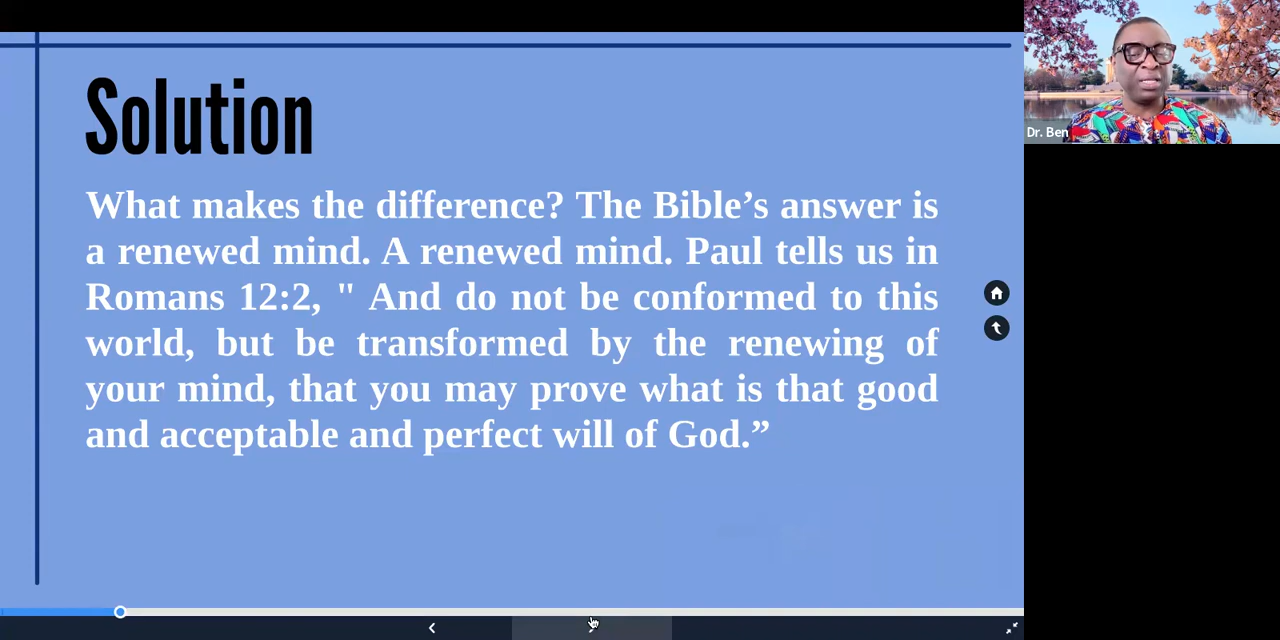 Solution
What makes the difference? The Bible’s answer is
a renewed mind. A renewed mind. Paul tells us in
Romans 12:2, " And do not be conformed to this
world, but be transformed by the renewing of
your mind, that you may prove what is that good
and acceptable and perfect will of God.”
Dr. Ben